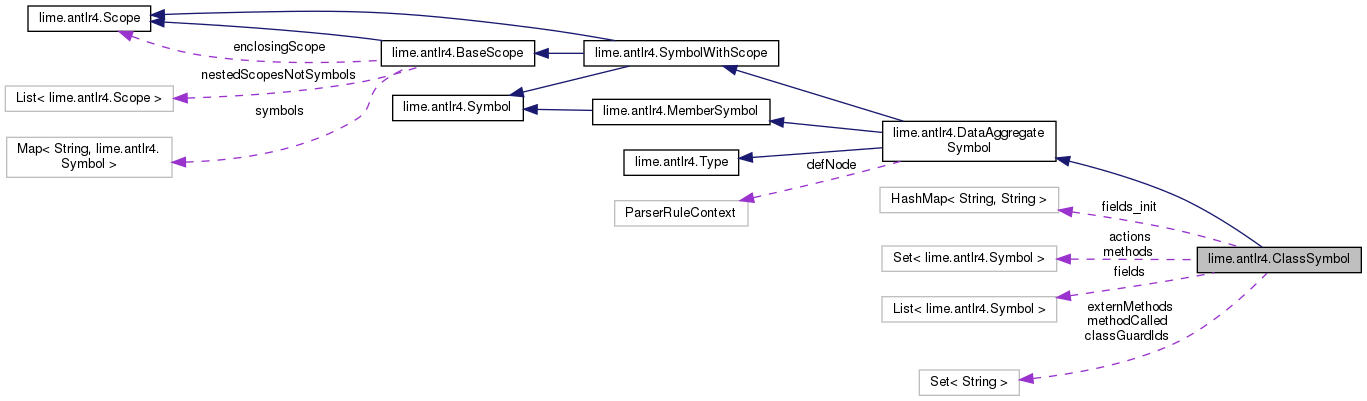 lime.antlr4.Scope
enclosingScope
lime.antlr4.BaseScope
lime.antlr4.SymbolWithScope
nestedScopesNotSymbols
List< lime.antlr4.Scope >
symbols
lime.antlr4.Symbol
lime.antlr4.MemberSymbol
Map< String, lime.antlr4.
Symbol >
lime.antlr4.DataAggregate
Symbol
lime.antlr4.Type
defNode
ParserRuleContext
HashMap< String, String >
fields_init
actions
methods
Set< lime.antlr4.Symbol >
lime.antlr4.ClassSymbol
fields
List< lime.antlr4.Symbol >
externMethods
methodCalled
classGuardIds
Set< String >